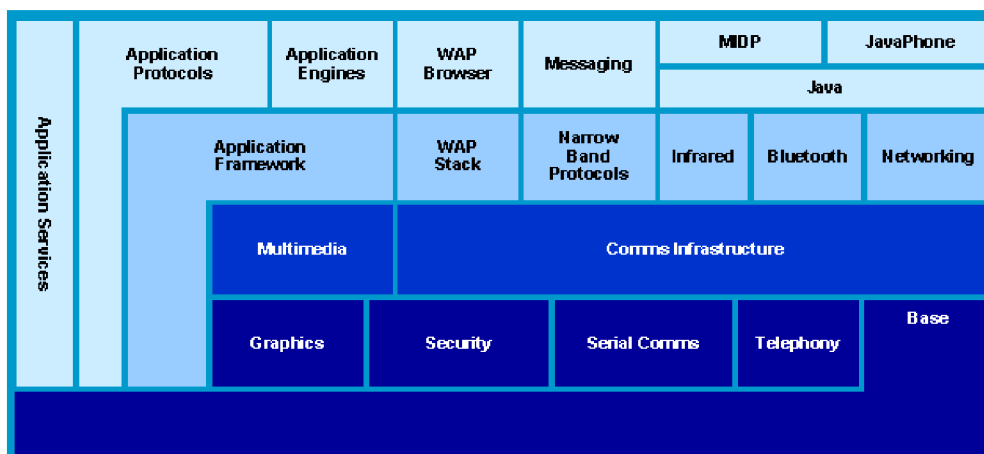 Application
Protocols
Application
Engines
WAP
Browser
Messaging
MIDP
JavaPhone
Java
Application Services
Application
Framework
WAP
Stack
Narrow
Band
Protocols
Infrared
Bluetooth
Networking
Multimedia
Comms Infrastructure
Graphics
Security
Serial Comms
Telephony
Base